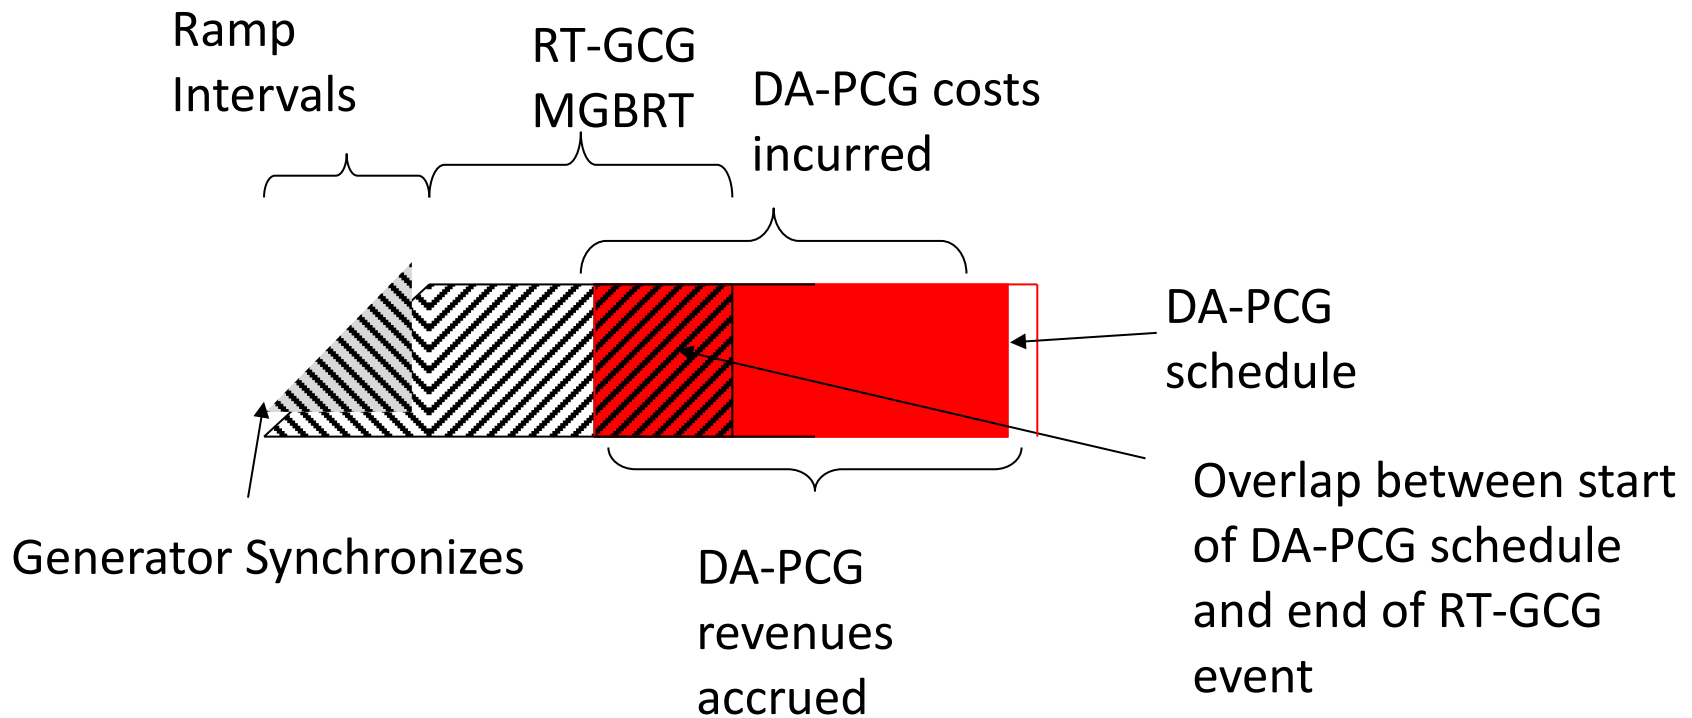 Ramp
Intervals
RT-GCG
MGBRT
DA-PCG costs
incurred
DA-PCG
schedule
Generator Synchronizes
DA-PCG
revenues
accrued
Overlap between start
of DA-PCG schedule
and end of RT-GCG
event